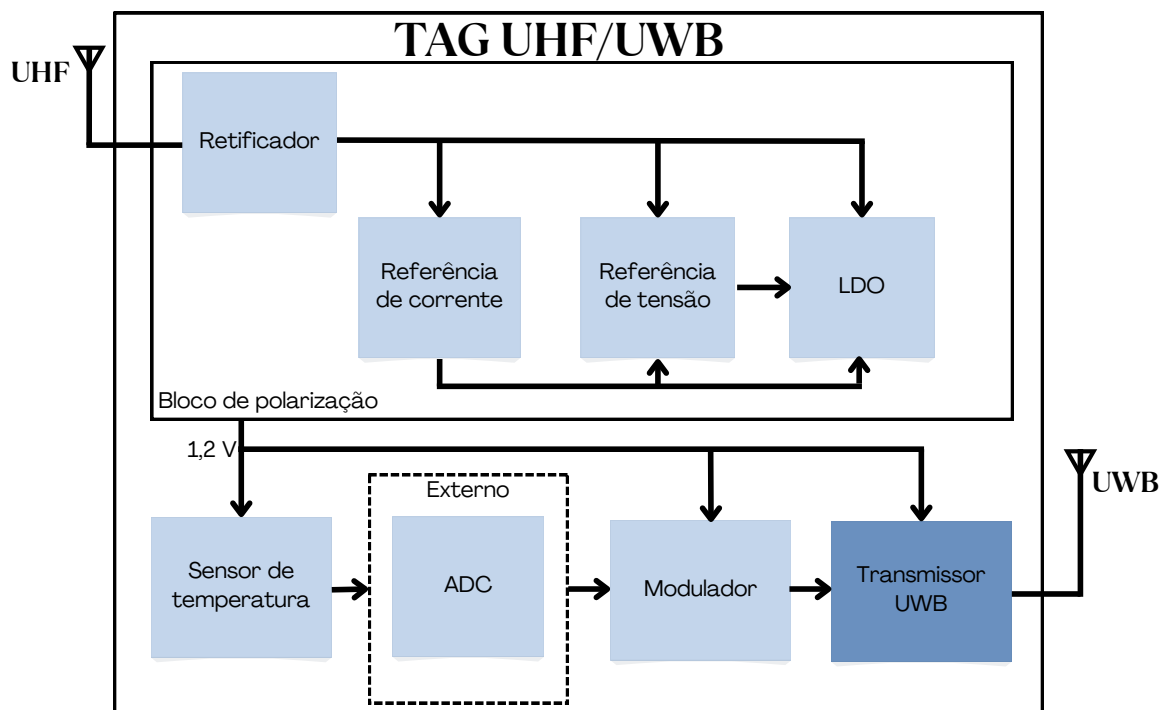 TAG UHF/UWB
UHF
Retificador
Referência
de corrente
Referência
de tensão
LDO
Bloco de polarização
1,2 V
Externo
UWB
Sensor de
temperatura
ADC
Modulador
Transmissor
UWB